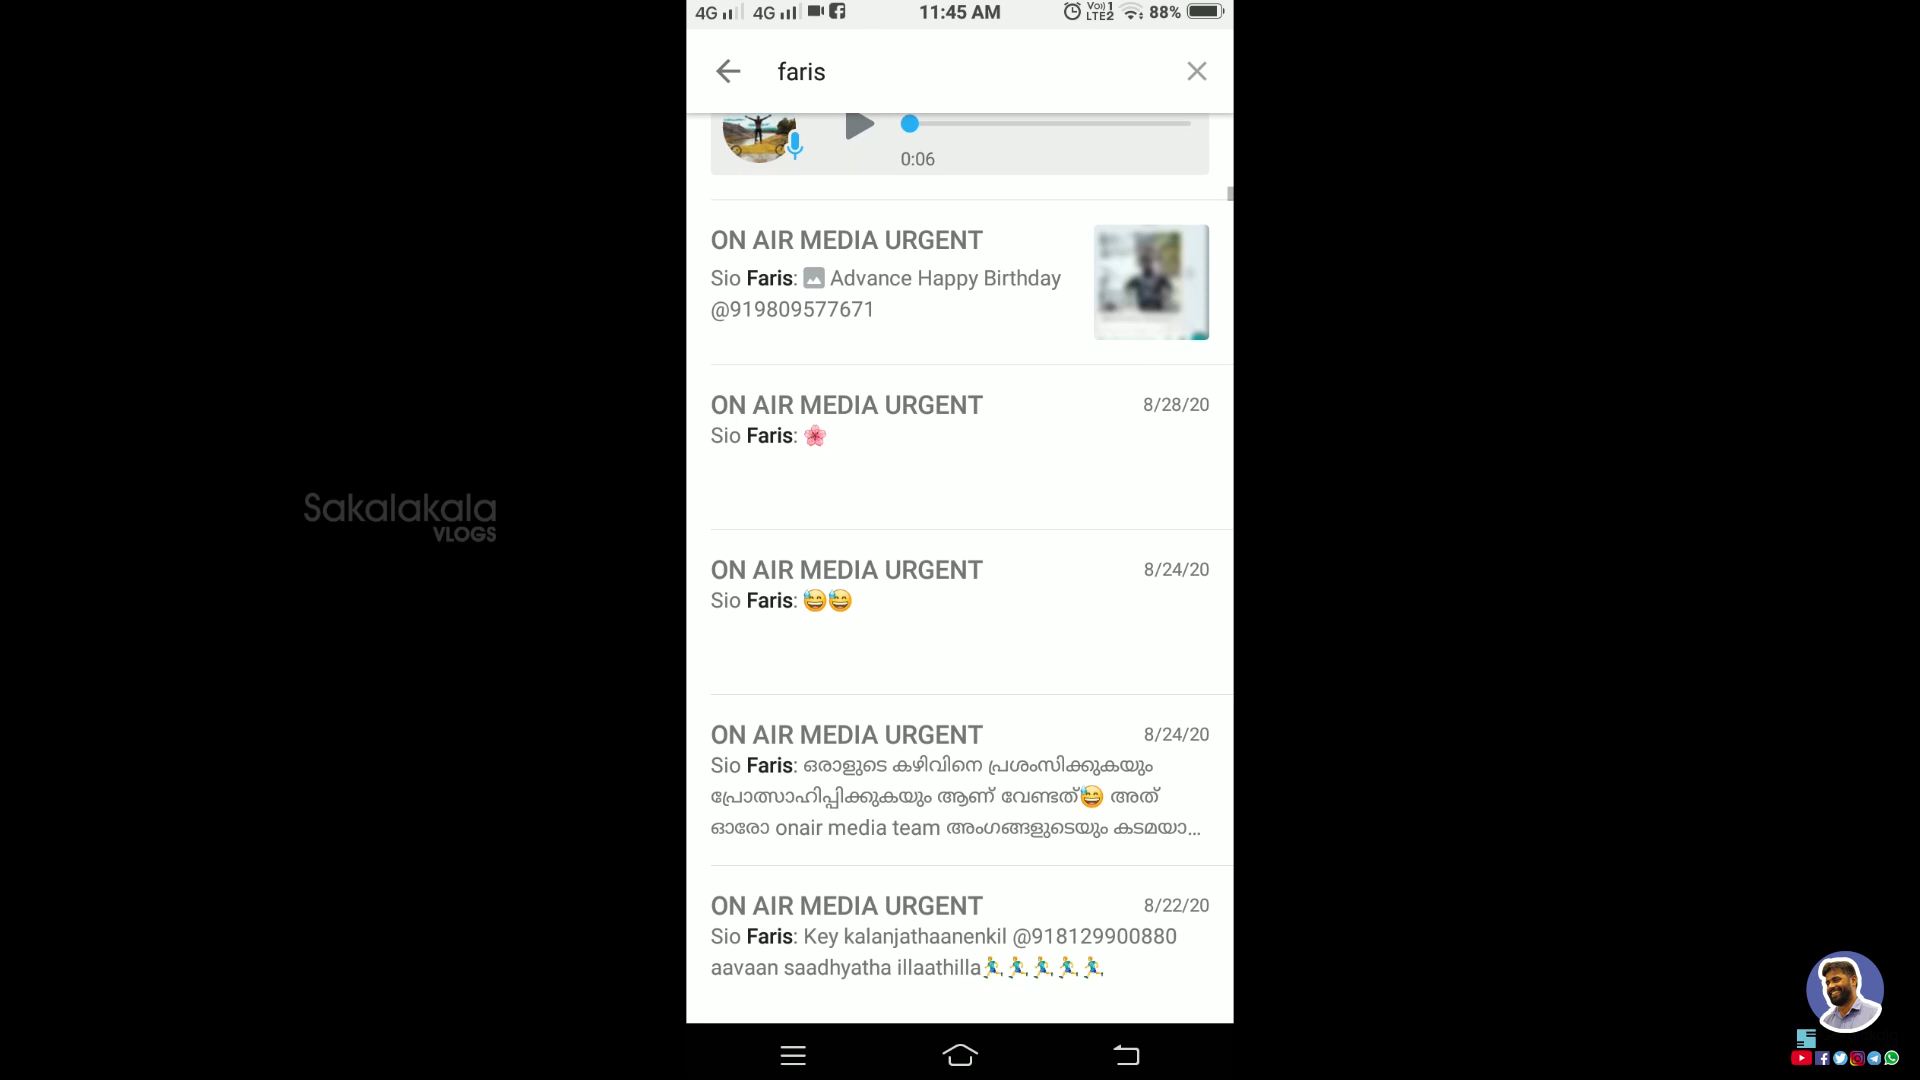 4G 4G 11:45 AM Vo)) 1 LTE2 88%
faris
0:06
ON AIR MEDIA URGENT
Sio Faris: Advance Happy Birthday
@919809577671
ON AIR MEDIA URGENT 8/28/20
Sio Faris: 🌸
ON AIR MEDIA URGENT 8/24/20
Sio Faris: 😅😅
ON AIR MEDIA URGENT 8/24/20
Sio Faris: ഒരാളുടെ കഴിവിനെ പ്രശംസിക്കുകയും
പ്രോത്സാഹിപ്പിക്കുകയും ആണ് വേണ്ടത്😅 അത്
ഓരോ onair media team അംഗങ്ങളുടെയും കടമയാ...
ON AIR MEDIA URGENT 8/22/20
Sio Faris: Key kalanjathaanenkil @918129900880
aavaan saadhyatha illaathilla🏃‍♂️🏃‍♂️🏃‍♂️🏃‍♂️🏃‍♂️
Sakalakala
VLOGS